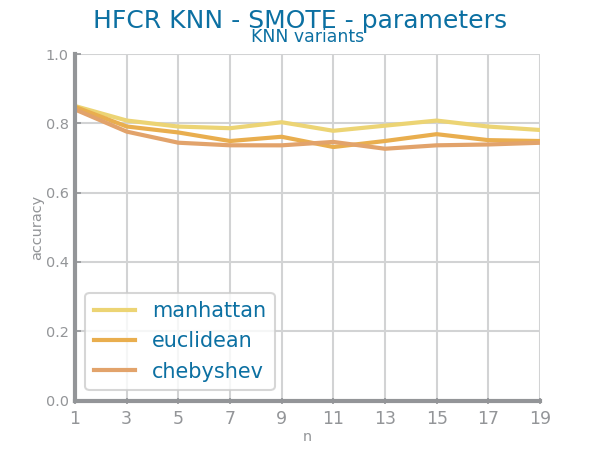 HFCR KNN - SMOTE - parameters
KNN variants
1.0
0.8
0.6
0.4
0.2
0.0
accuracy
manhattan
euclidean
chebyshev
1 3 5 7 9 11 13 15 17 19
n